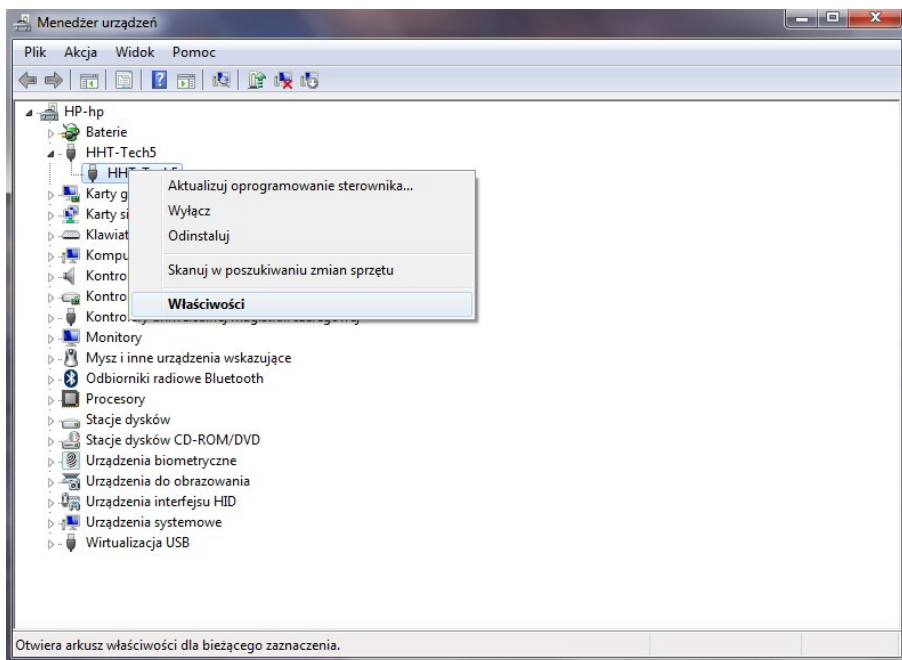 Menedżer urządzeń
Plik Akcja Widok Pomoc
HP-hp
Baterie
HHT-Tech5
Aktualizuj oprogramowanie sterownika...
Karty
Wyłącz
Karty
Odinstaluj
Skanuj w poszukiwaniu zmian sprzętu
Właściwości
Monitory
Mysz i inne urządzenia wskazujące
Odbiorniki radiowe Bluetooth
Procesory
Stacje dysków
Stacje dysków CD-ROM/DVD
Urządzenia biometryczne
Urządzenia do obrazowania
Urządzenia interfejsu HID
Urządzenia systemowe
Wirtualizacja USB
Otwiera arkusz właściwości dla bieżącego zaznaczenia.